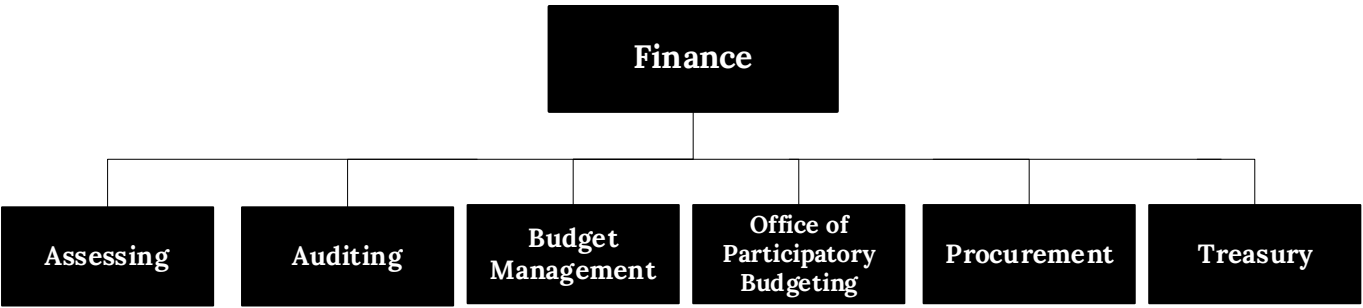 Finance
Assessing
Auditing
Budget
Management
Office of
Participatory
Budgeting
Procurement
Treasury